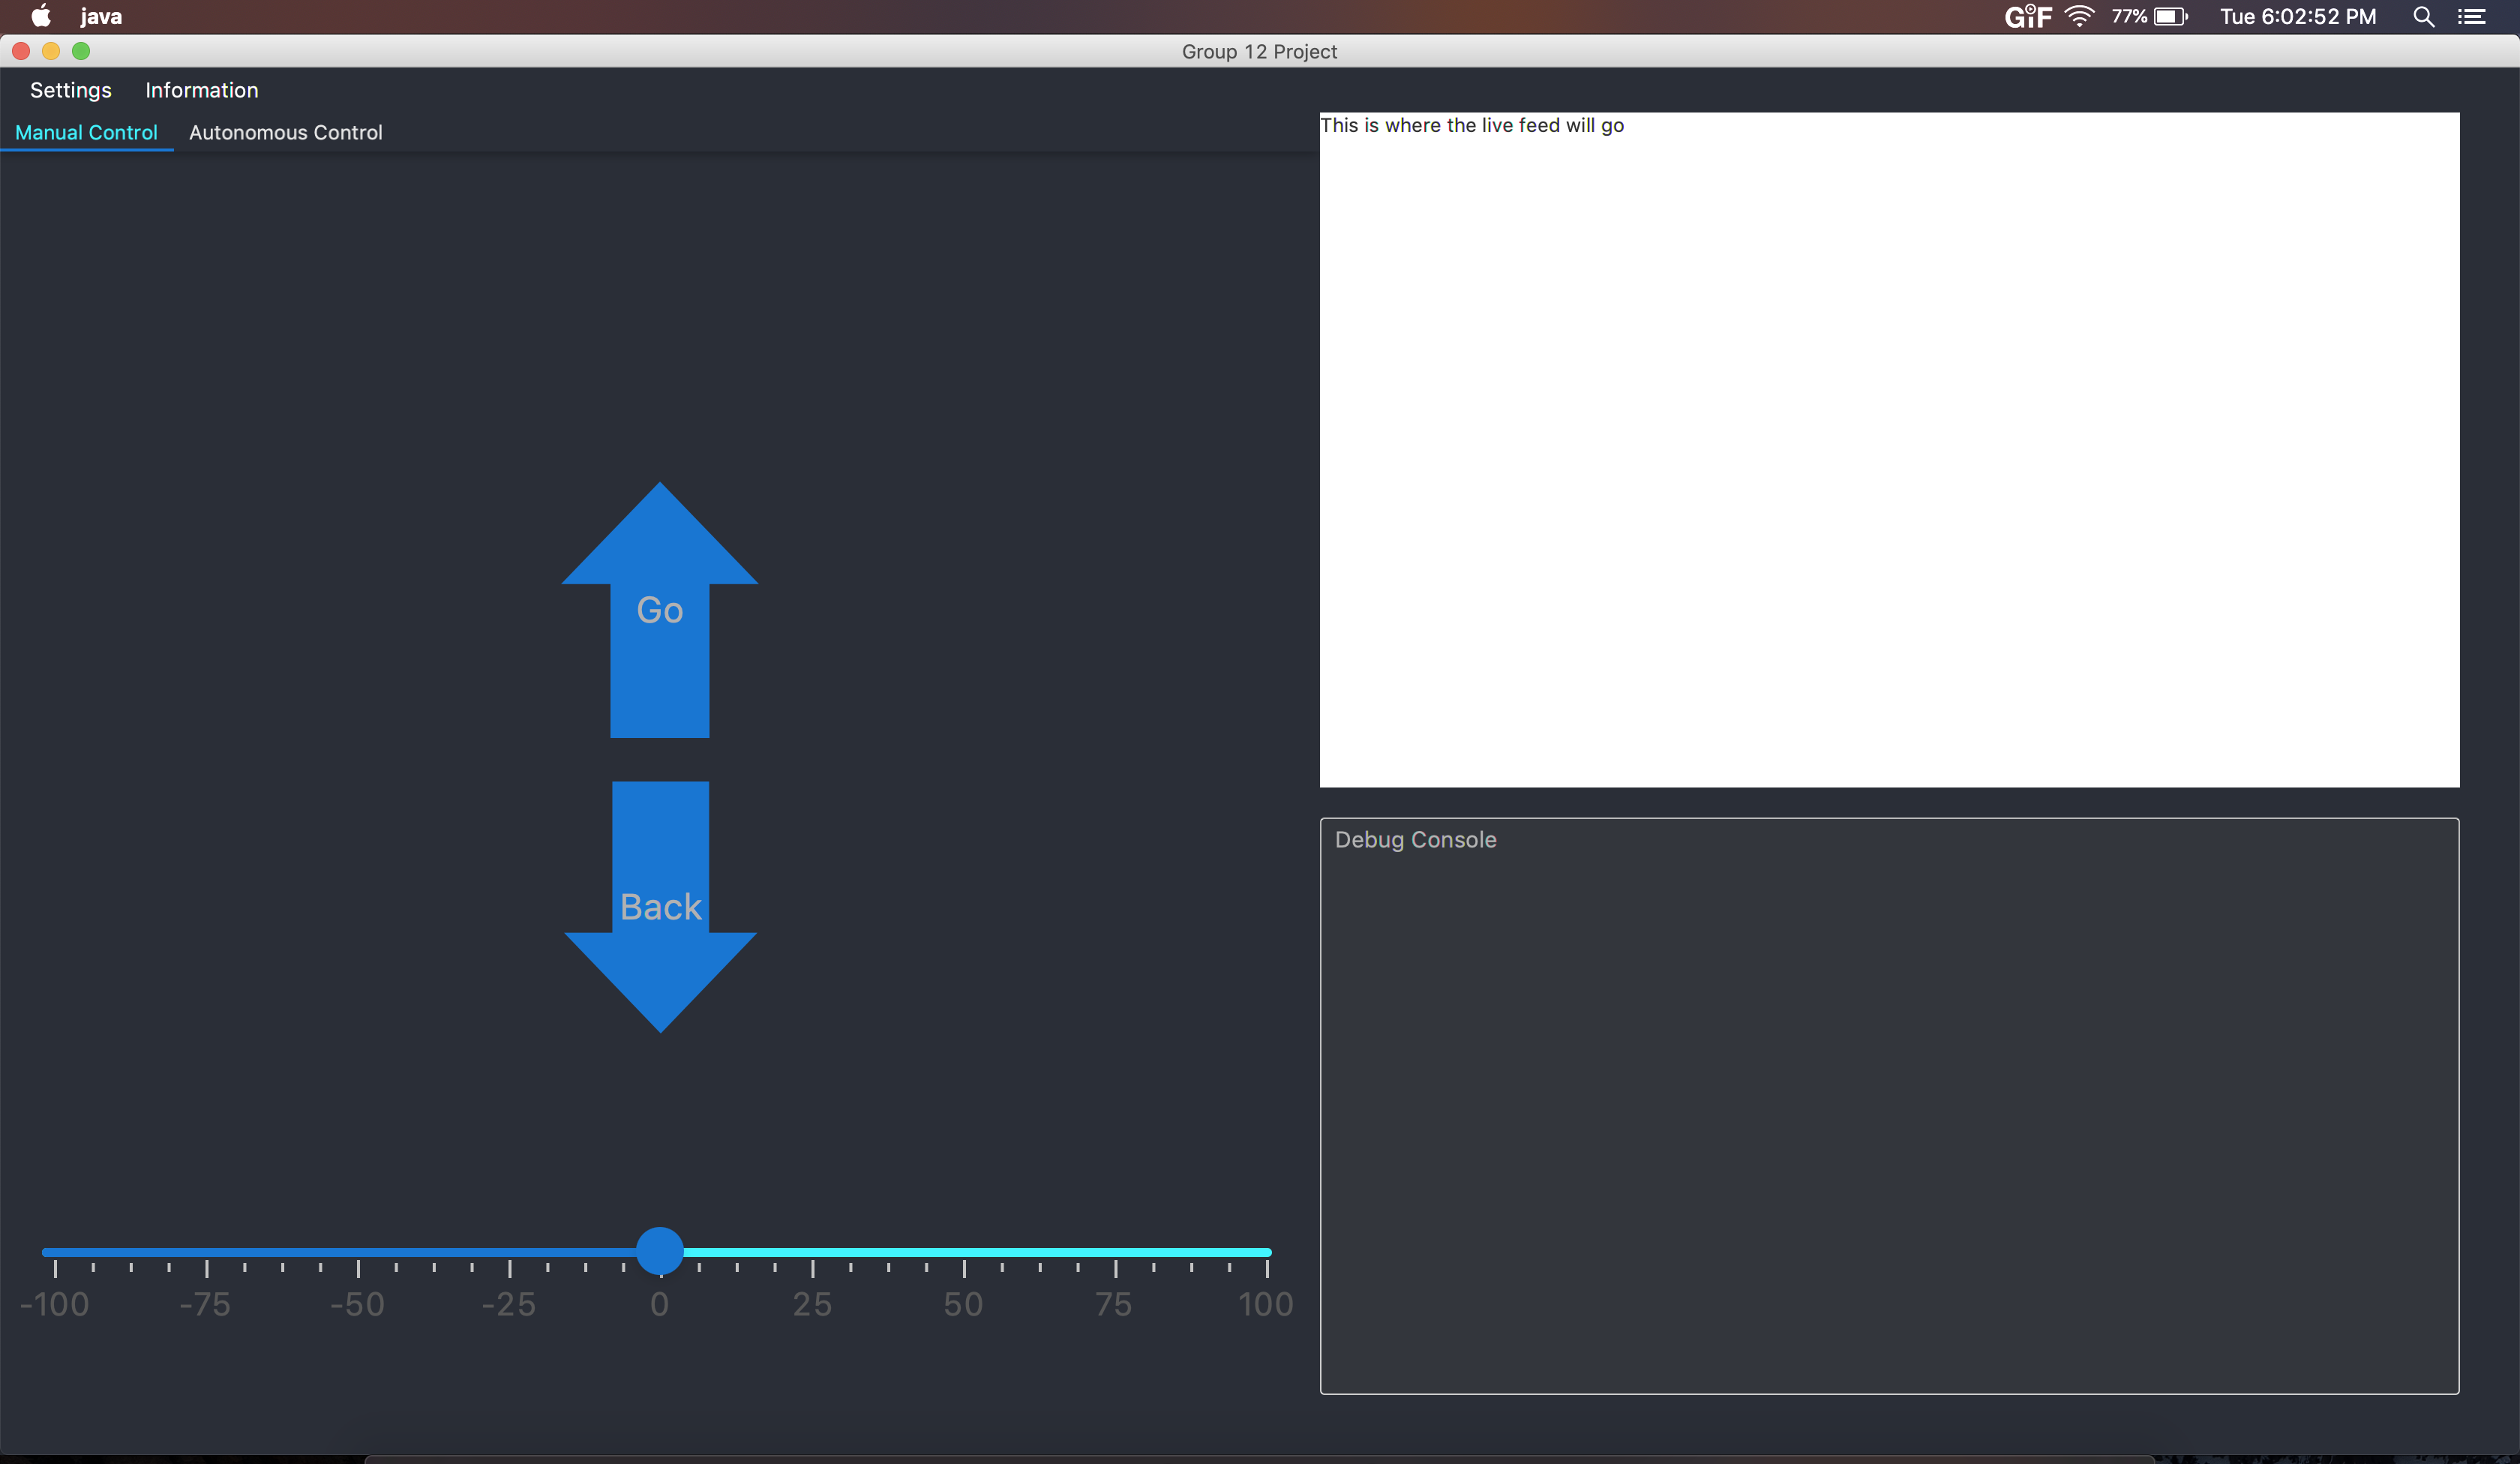 java
GIF
77%
Tue 6:02:52 PM
Group 12 Project
Settings
Information
Manual Control
Autonomous Control
This is where the live feed will go
Go
Back
Debug Console
-100 -75 -50 -25 0 25 50 75 100